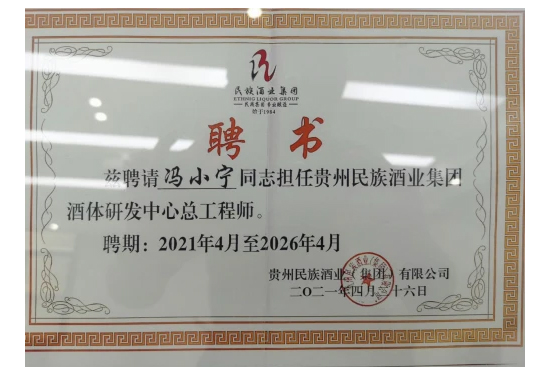 民族酒业集团
ETHNIC LIQUOR GROUP
始于1984
聘 书
兹聘请冯小宁同志担任贵州民族酒业集团
酒体研发中心总工程师。
聘期：2021年4月至2026年4月
贵州民族酒业（集团）有限公司
二〇二一年四月二十六日